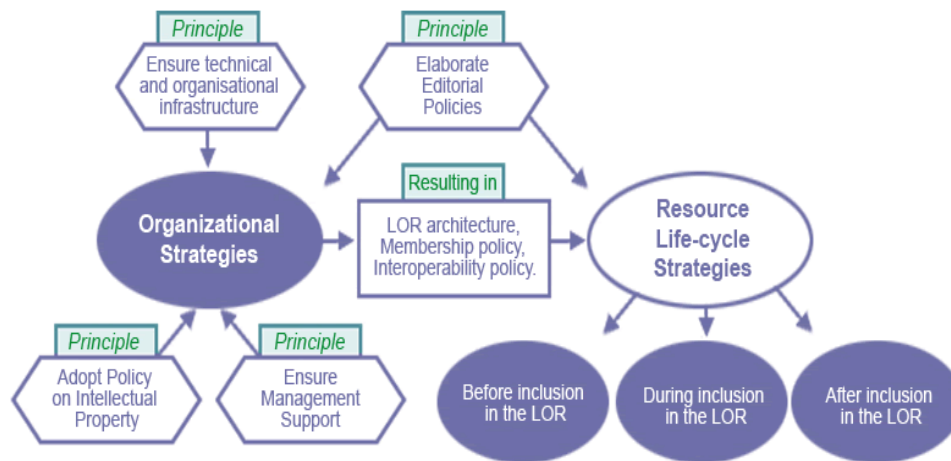 Principle
Ensure technical
and organisational
infrastructure
Principle
Elaborate
Editorial
Policies
Organizational
Strategies
Resulting in
LOR architecture,
Membership policy,
Interoperability policy.
Resource
Life-cycle
Strategies
Principle
Adopt Policy
on Intellectual
Property
Principle
Ensure
Management
Support
Before inclusion
in the LOR
During inclusion
in the LOR
After inclusion
in the LOR